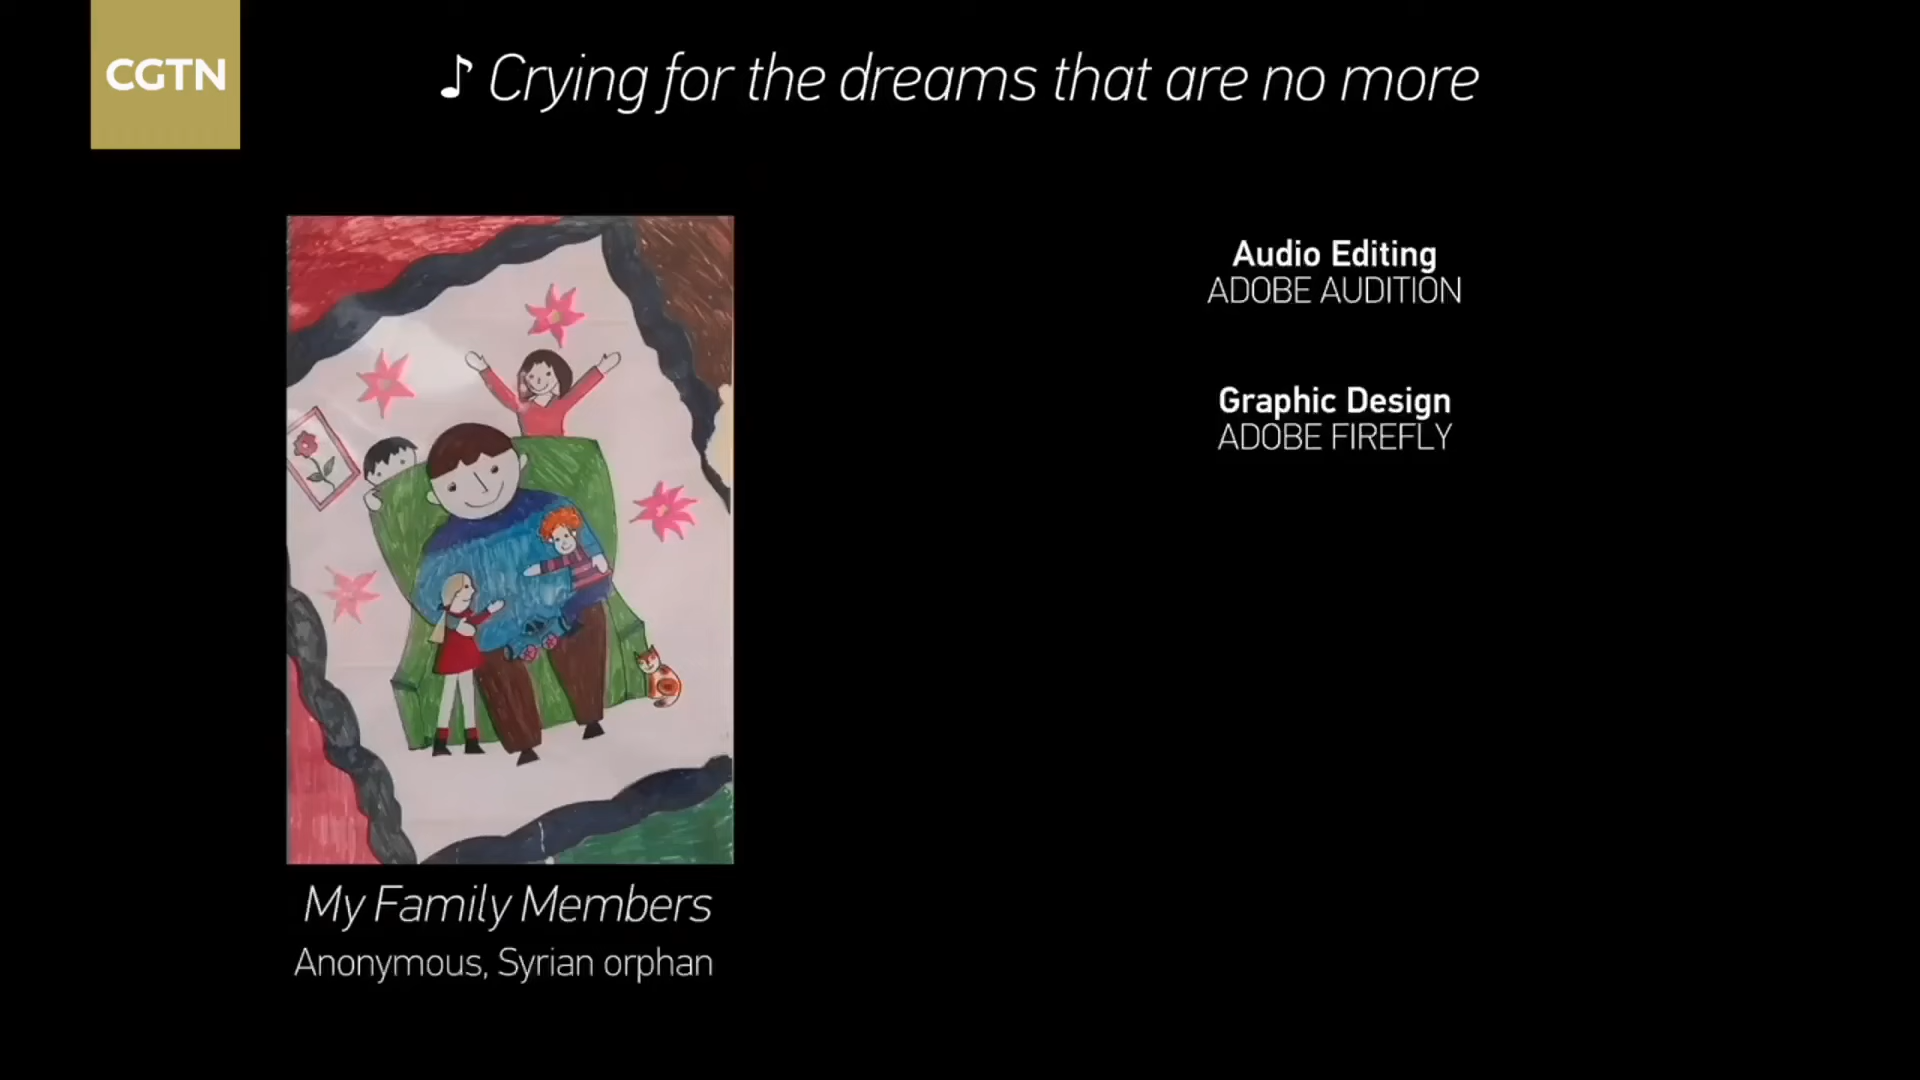 CGTN
♪ Crying for the dreams that are no more
Audio Editing
ADOBE AUDITION
Graphic Design
ADOBE FIREFLY
My Family Members
Anonymous, Syrian orphan